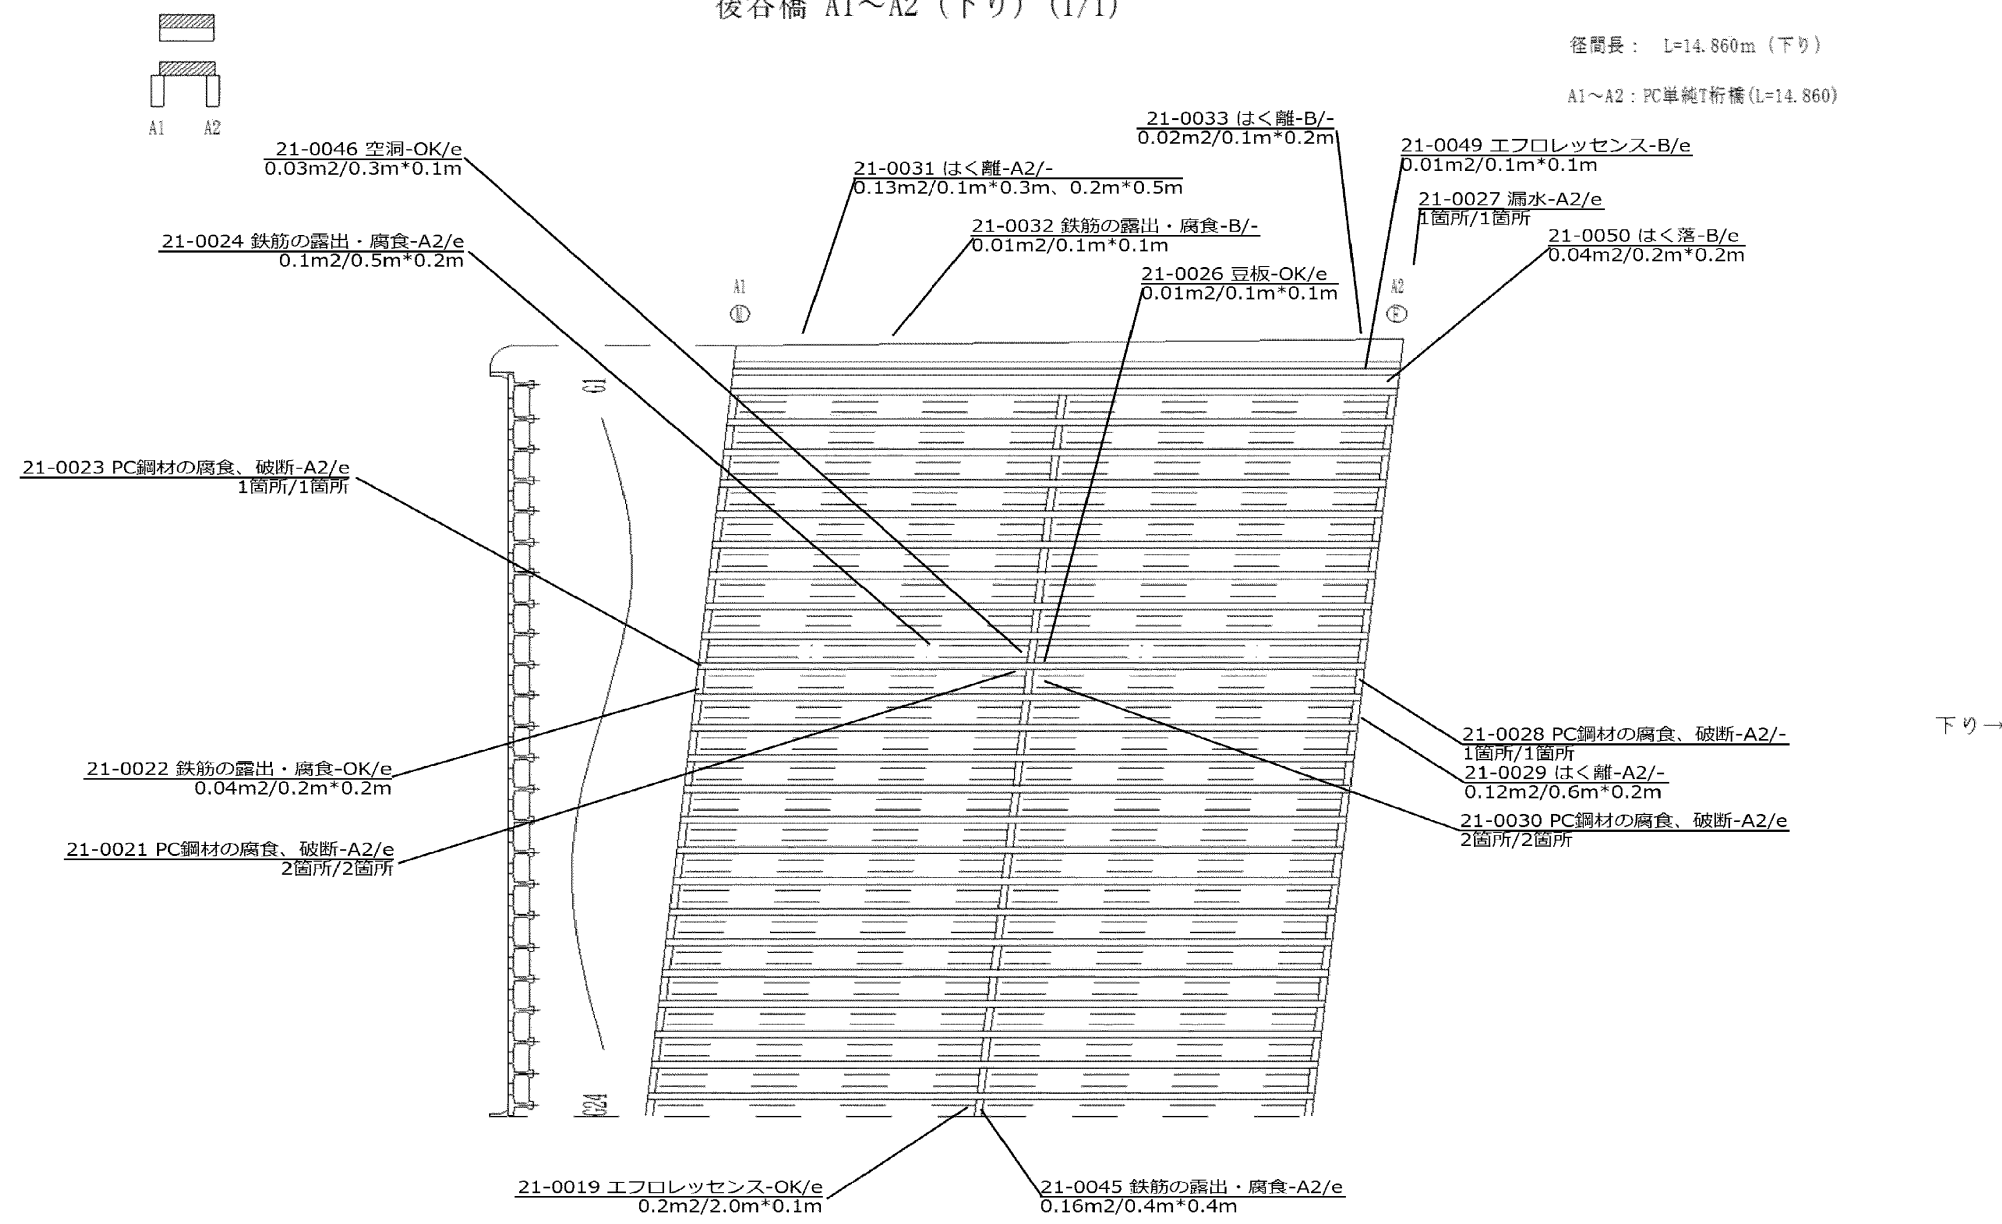 後谷橋 A1～A2 (下り) (1/1)
径間長： L=14.860m (下り)
A1～A2：PC単純T桁橋(L=14.860)
A1 A2
21-0046 空洞-OK/e
0.03m2/0.3m*0.1m
21-0024 鉄筋の露出・腐食-A2/e
0.1m2/0.5m*0.2m
21-0031 はく離-A2/-
0.13m2/0.1m*0.3m、0.2m*0.5m
21-0032 鉄筋の露出・腐食-B/-
0.01m2/0.1m*0.1m
21-0033 はく離-B/-
0.02m2/0.1m*0.2m
21-0026 豆板-OK/e
0.01m2/0.1m*0.1m
21-0049 エフロレッセンス-B/e
0.01m2/0.1m*0.1m
21-0027 漏水-A2/e
1箇所/1箇所
21-0050 はく落-B/e
0.04m2/0.2m*0.2m
A1
A2
G1
21-0023 PC鋼材の腐食、破断-A2/e
1箇所/1箇所
21-0022 鉄筋の露出・腐食-OK/e
0.04m2/0.2m*0.2m
21-0021 PC鋼材の腐食、破断-A2/e
2箇所/2箇所
下り→
21-0028 PC鋼材の腐食、破断-A2/-
1箇所/1箇所
21-0029 はく離-A2/-
0.12m2/0.6m*0.2m
21-0030 PC鋼材の腐食、破断-A2/e
2箇所/2箇所
G24
21-0019 エフロレッセンス-OK/e
0.2m2/2.0m*0.1m
21-0045 鉄筋の露出・腐食-A2/e
0.16m2/0.4m*0.4m